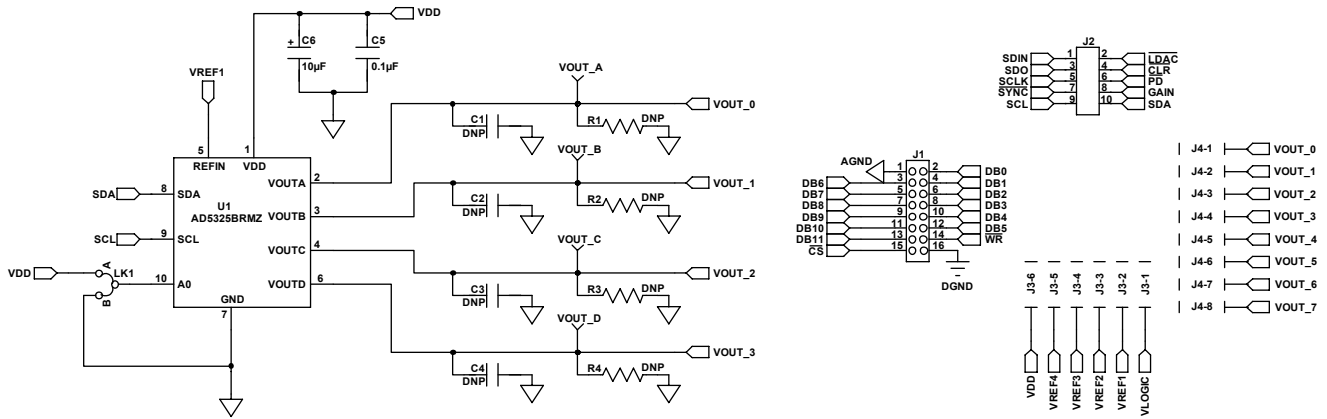 VDD
+ C6
10µF
C5
0.1µF
VREF1
5
REFIN
1
VDD
SDA
8
SDA
SCL
9
SCL
U1
AD5325BRMZ
VDD
A
LK1
B
10
A0
GND
7
VOUTA
2
VOUTB
3
VOUTC
4
VOUTD
6
VOUT_A
VOUT_0
C1
DNP
R1
DNP
VOUT_B
VOUT_1
C2
DNP
R2
DNP
VOUT_C
VOUT_2
C3
DNP
R3
DNP
VOUT_D
VOUT_3
C4
DNP
R4
DNP
J2
SDIN 1 2 LDAC
SDO 3 4 CLR
SCLK 5 6 PD
SYNC 7 8 GAIN
SCL 9 10 SDA
J1
AGND 1 2 DB0
DB6 3 4 DB1
DB7 5 6 DB2
DB8 7 8 DB3
DB9 9 10 DB4
DB10 11 12 DB5
DB11 13 14 WR
CS 15 16
DGND
J4-1 VOUT_0
J4-2 VOUT_1
J4-3 VOUT_2
J4-4 VOUT_3
J4-5 VOUT_4
J4-6 VOUT_5
J4-7 VOUT_6
J4-8 VOUT_7
J3-6 VDD
J3-5 VREF4
J3-4 VREF3
J3-3 VREF2
J3-2 VREF1
J3-1 VLOGIC